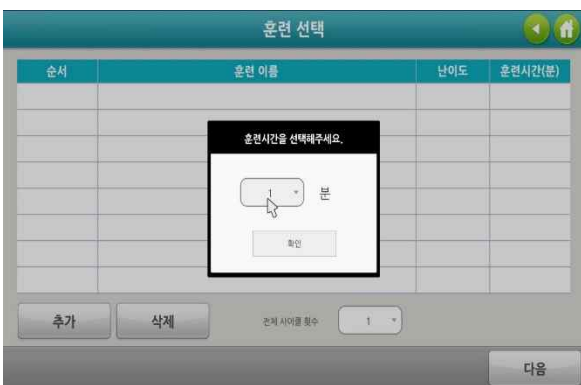 훈련 선택
순서 훈련 이름 난이도 훈련시간(분)
훈련시간을 선택해주세요.
1 분
확인
추가 삭제 전체 사이클 횟수 1
다음